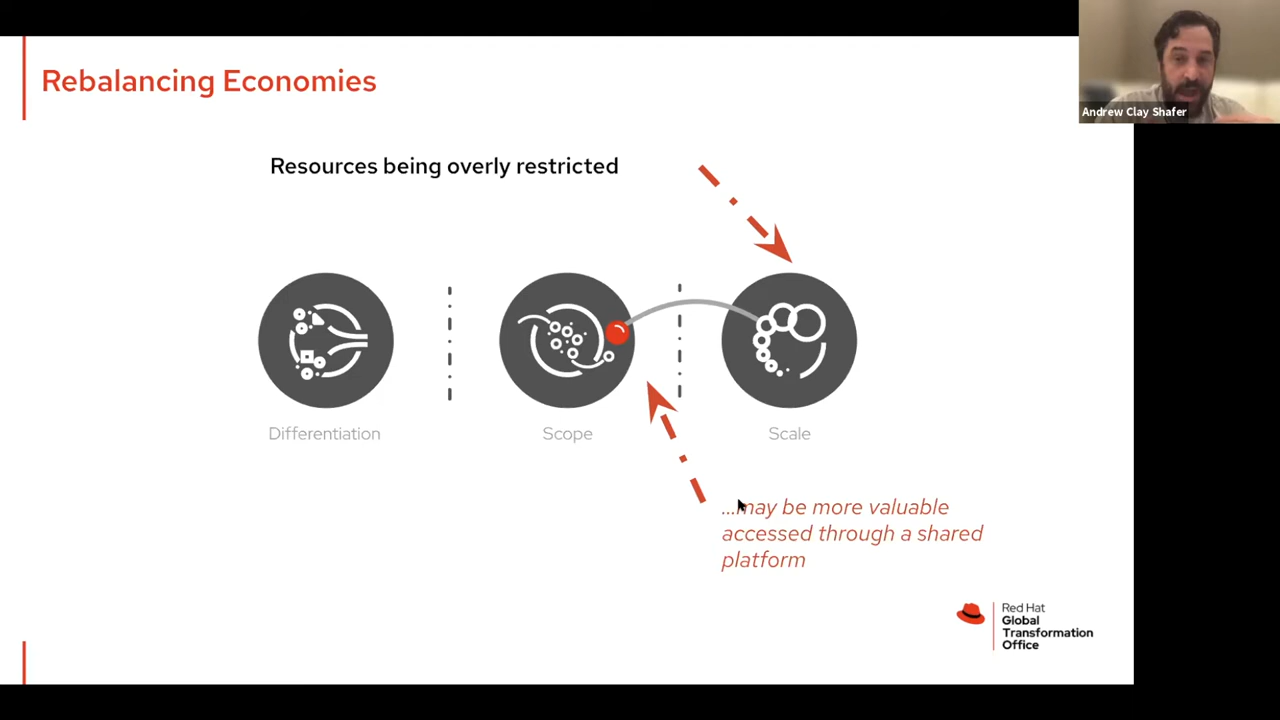 Rebalancing Economies
Andrew Clay Shafer
Resources being overly restricted
Differentiation
Scope
Scale
...may be more valuable
accessed through a shared
platform
Red Hat
Global
Transformation
Office